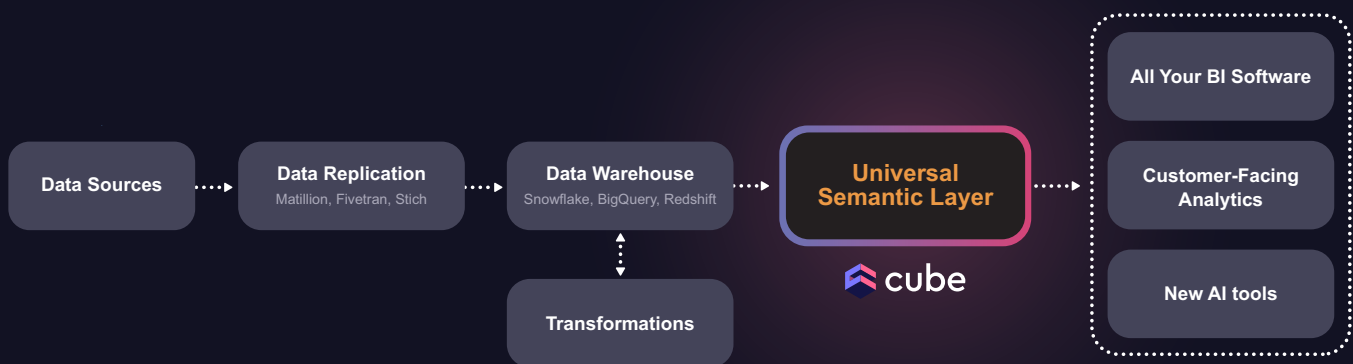 Data Sources
Data Replication
Matillion, Fivetran, Stich
Data Warehouse
Snowflake, BigQuery, Redshift
Transformations
Universal
Semantic Layer
cube
All Your BI Software
Customer-Facing
Analytics
New AI tools